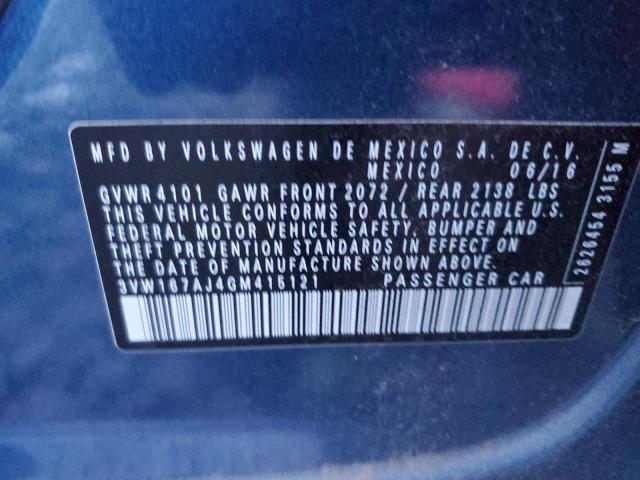 MFD BY VOLKSWAGEN DE MEXICO S.A. DE C.V.
MEXICO 06/16
GVWR 4101 GAWR FRONT 2072 / REAR 2138 LBS
THIS VEHICLE CONFORMS TO ALL APPLICABLE U.S.
FEDERAL MOTOR VEHICLE SAFETY, BUMPER AND
THEFT PREVENTION STANDARDS IN EFFECT ON
THE DATE OF MANUFACTURE SHOWN ABOVE.
3VW167AJ4GM415121 PASSENGER CAR
2626454 3155 M